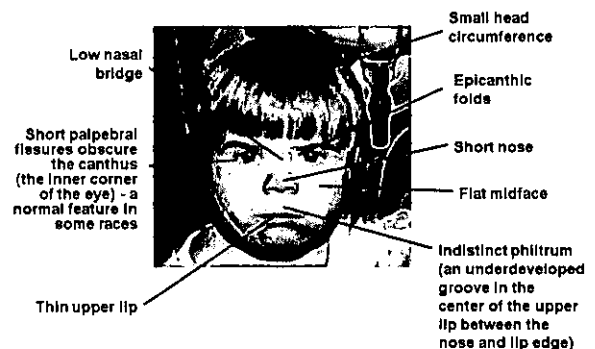 Small head
circumference
Low nasal
bridge
Epicanthic
folds
Short palpebral
fissures obscure
the canthus
(the inner corner
of the eye) - a
normal feature in
some races
Short nose
Flat midface
Indistinct philtrum
(an underdeveloped
groove in the
center of the upper
lip between the
nose and lip edge)
Thin upper lip